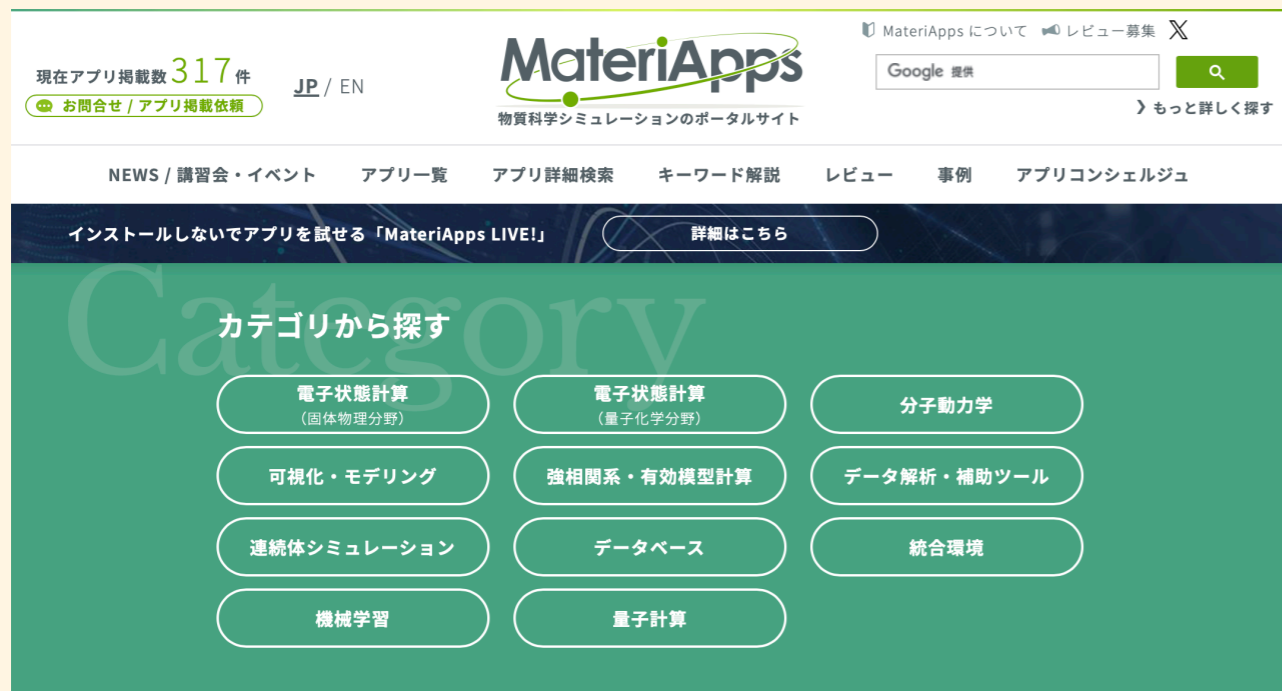 MateriApps について
レビュー募集
現在アプリ掲載数 317 件
JP / EN
MateriApps
Google 提供
お問合せ / アプリ掲載依頼
物質科学シミュレーションのポータルサイト
》もっと詳しく探す
NEWS / 講習会・イベント
アプリ一覧
アプリ詳細検索
キーワード解説
レビュー
事例
アプリコンシェルジュ
インストールしないでアプリを試せる「MateriApps LIVE!」
詳細はこちら
Category
カテゴリから探す
電子状態計算
（固体物理分野）
電子状態計算
（量子化学分野）
分子動力学
可視化・モデリング
強相関系・有効模型計算
データ解析・補助ツール
連続体シミュレーション
データベース
統合環境
機械学習
量子計算